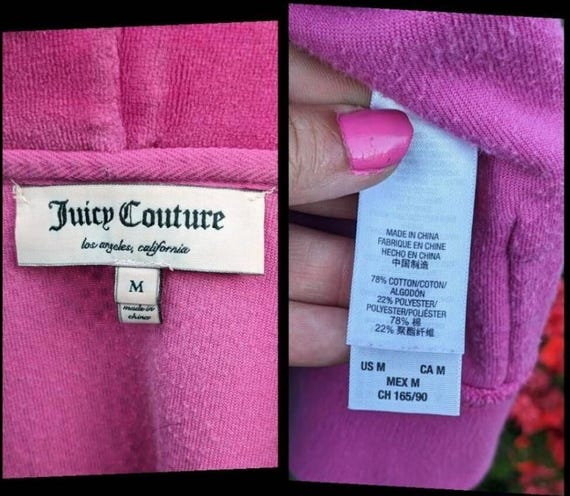 Juicy Couture
los angeles, california
M
made in
china
MADE IN CHINA
FABRIQUE EN CHINE
HECHO EN CHINA
中国制造
78% COTTON/COTON/
ALGODÓN
22% POLYESTER/
POLYESTER/POLIÉSTER
78% 棉
22% 聚酯纤维
US M CA M
MEX M
CH 165/90